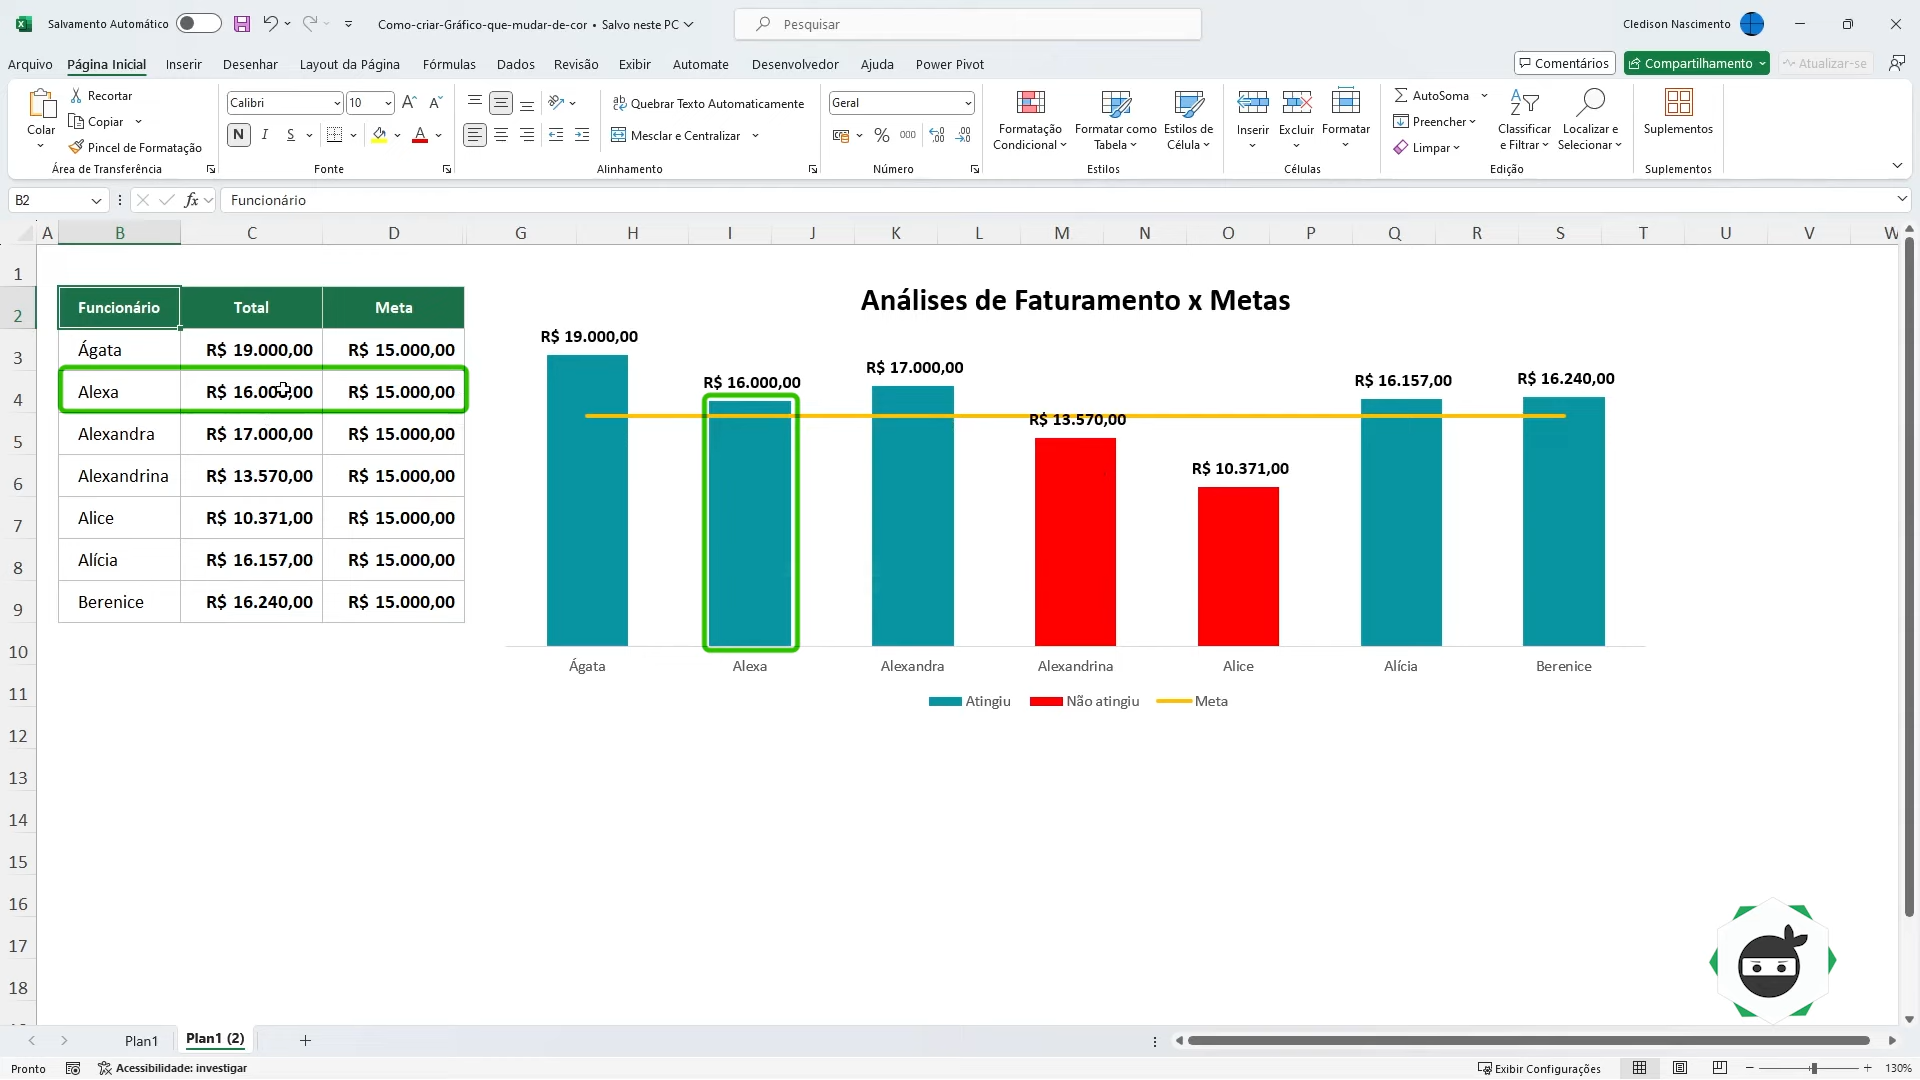 Salvamento Automático
Como-criar-Gráfico-que-mudar-de-cor • Salvo neste PC
Pesquisar
Cledison Nascimento
Arquivo Página Inicial Inserir Desenhar Layout da Página Fórmulas Dados Revisão Exibir Automate Desenvolvedor Ajuda Power Pivot
Comentários Compartilhamento Atualizar-se
Colar
Recortar
Copiar
Pincel de Formatação
Área de Transferência
Calibri 10
N I S A
Fonte
Quebrar Texto Automaticamente
Mesclar e Centralizar
Alinhamento
Geral
% 000
Número
Formatação Condicional
Formatar como Tabela
Estilos de Célula
Estilos
Inserir Excluir Formatar
Células
AutoSoma
Preencher
Limpar
Classificar e Filtrar
Localizar e Selecionar
Edição
Suplementos
Suplementos
B2 fx Funcionário
A B C D G H I J K L M N O P Q R S T U V W
1
2 Funcionário Total Meta
3 Ágata R$ 19.000,00 R$ 15.000,00
4 Alexa R$ 16.000,00 R$ 15.000,00
5 Alexandra R$ 17.000,00 R$ 15.000,00
6 Alexandrina R$ 13.570,00 R$ 15.000,00
7 Alice R$ 10.371,00 R$ 15.000,00
8 Alícia R$ 16.157,00 R$ 15.000,00
9 Berenice R$ 16.240,00 R$ 15.000,00
10
11
12
13
14
15
16
17
18
Análises de Faturamento x Metas
R$ 19.000,00 R$ 16.000,00 R$ 17.000,00 R$ 13.570,00 R$ 10.371,00 R$ 16.157,00 R$ 16.240,00
Ágata Alexa Alexandra Alexandrina Alice Alícia Berenice
Atingiu Não atingiu Meta
Plan1 Plan1 (2)
Pronto Acessibilidade: investigar
Exibir Configurações 130%